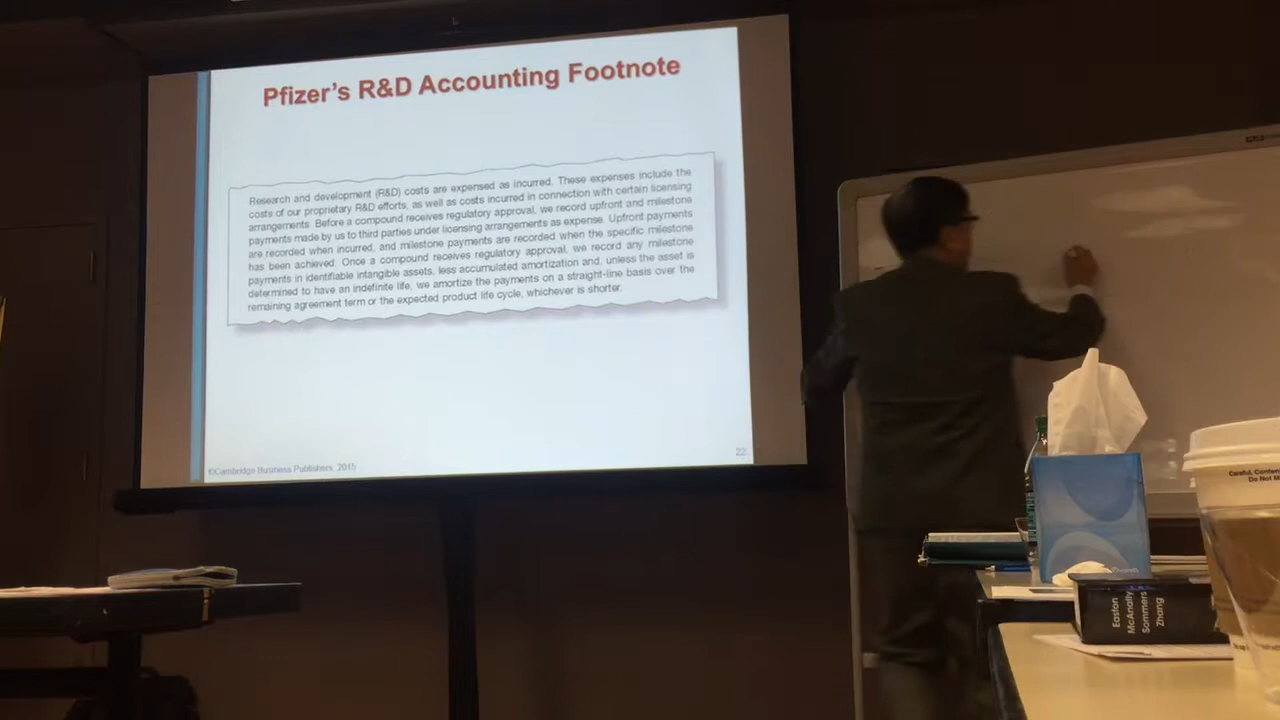 Pfizer's R&D Accounting Footnote
Research and development (R&D) costs are expensed as incurred. These expenses include the
costs of our proprietary R&D efforts, as well as costs incurred in connection with certain licensing
arrangements. Before a compound receives regulatory approval, we record upfront and milestone
payments made by us to third parties under licensing arrangements as expense. Upfront payments
are recorded when incurred, and milestone payments are recorded when the specific milestone
has been achieved. Once a compound receives regulatory approval, we record any milestone
payments in identifiable intangible assets, less accumulated amortization and, unless the asset is
determined to have an indefinite life, we amortize the payments on a straight-line basis over the
remaining agreement term or the expected product life cycle, whichever is shorter.
©Cambridge Business Publishers, 2015
22
Careful, Conten
Do Not M
Easton
McAnally
Sommers
Zhang